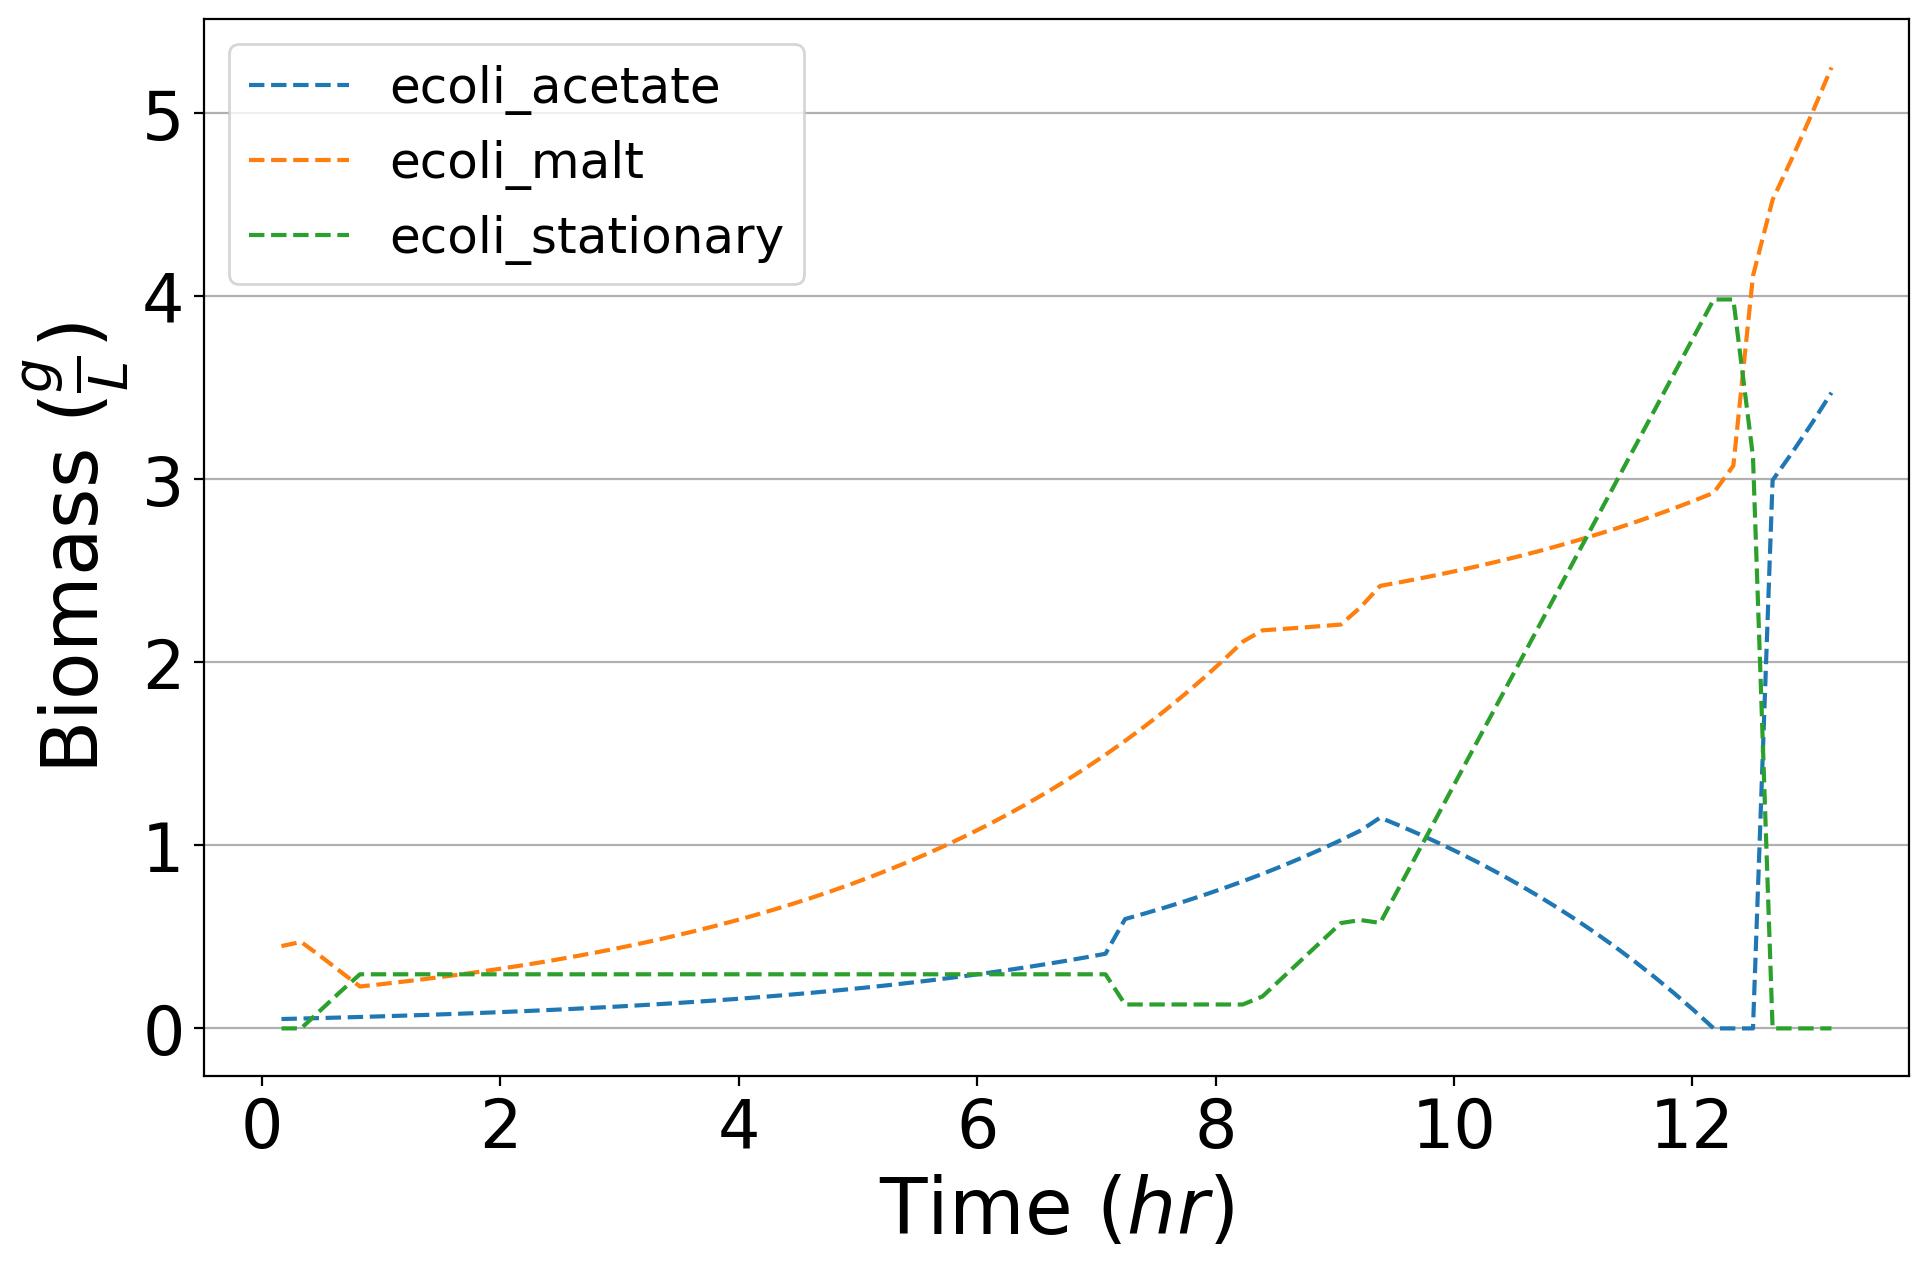 ecoli_acetate
ecoli_malt
ecoli_stationary
5
4
3
2
1
0
Biomass (g/L)
0 2 4 6 8 10 12
Time (hr)